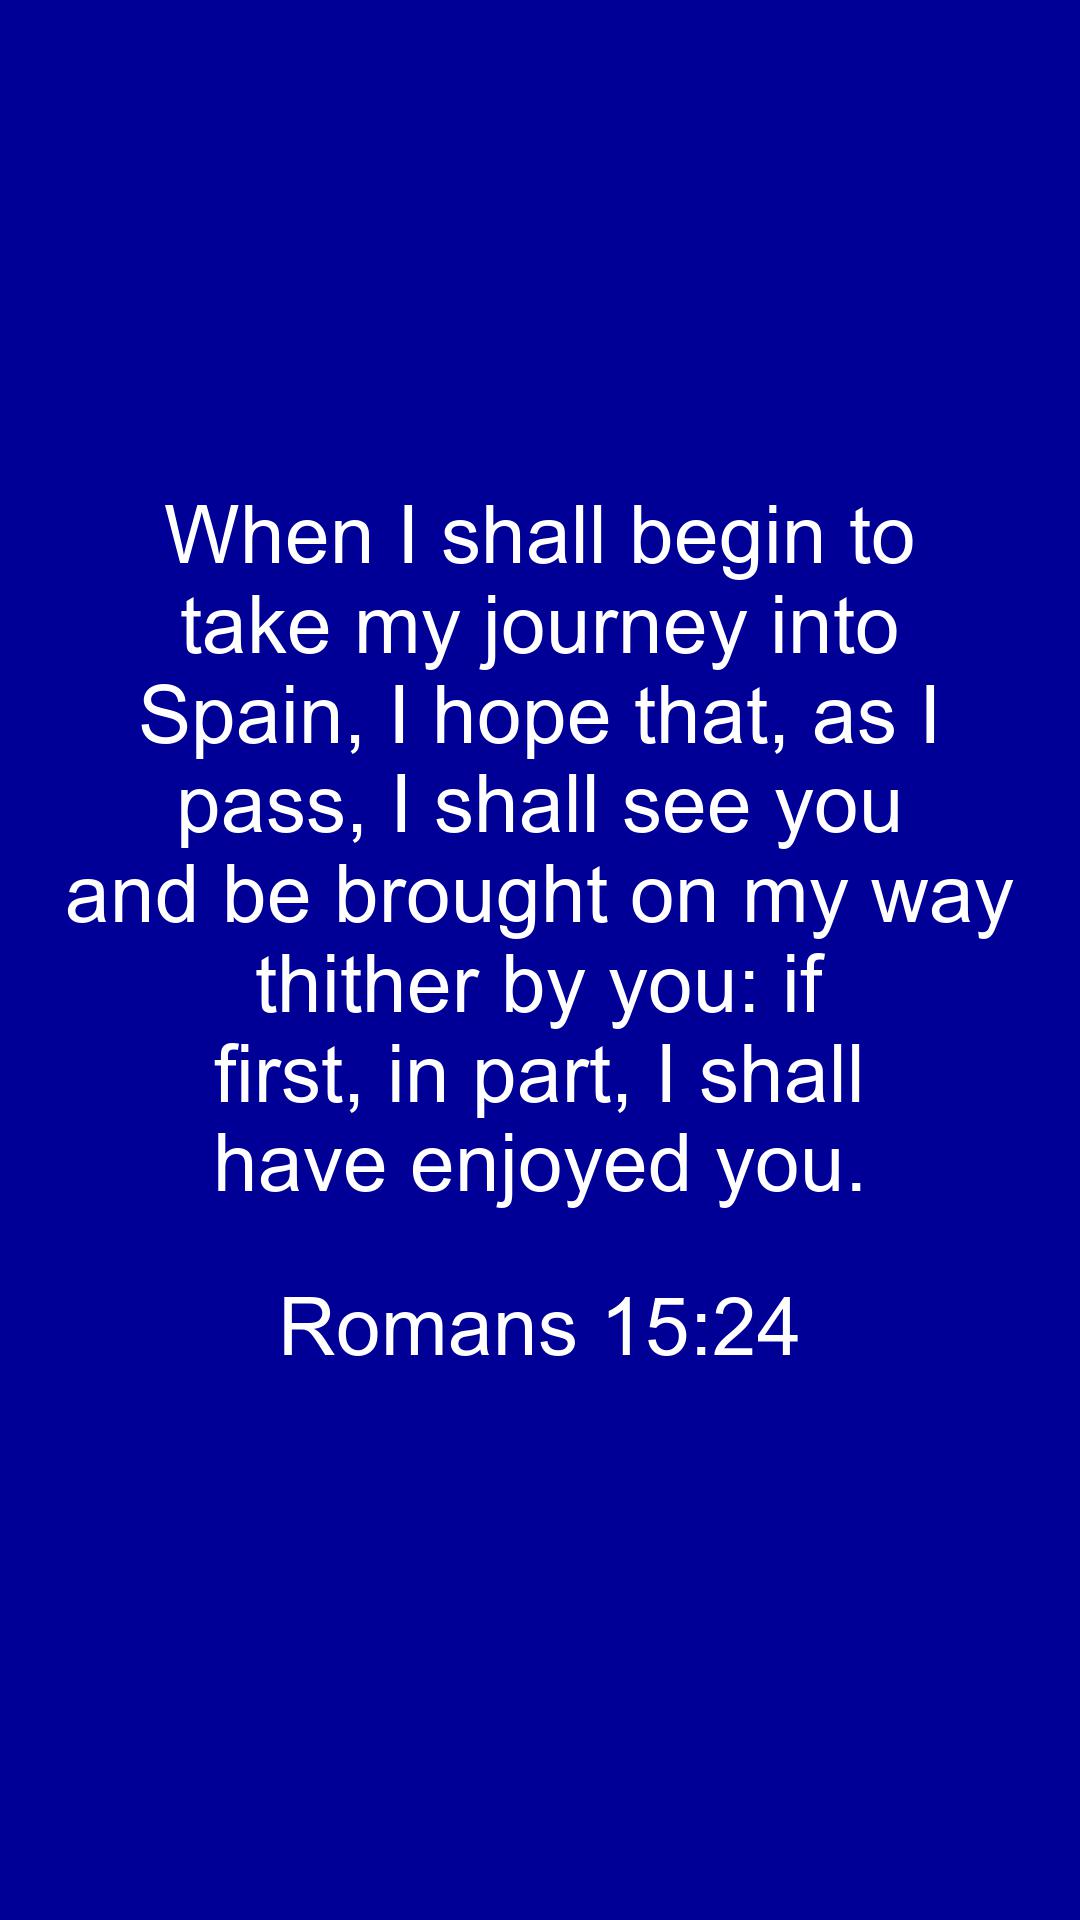 When I shall begin to
take my journey into
Spain, I hope that, as I
pass, I shall see you
and be brought on my way
thither by you: if
first, in part, I shall
have enjoyed you.
Romans 15:24